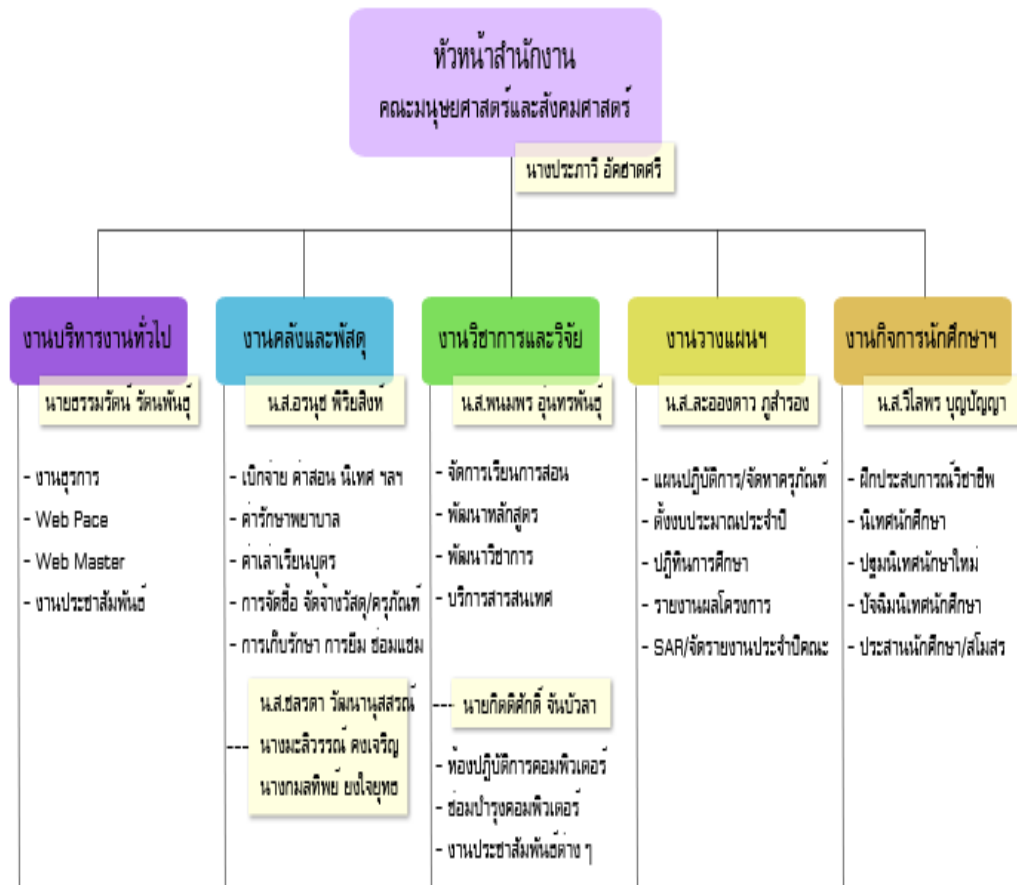 หัวหน้าสำนักงาน
คณะมนุษยศาสตร์และสังคมศาสตร์
นางประภาวี อัคฮาดศรี
งานบริหารงานทั่วไป
นายธรรมรัตน์ รัตนพันธุ์
- งานธุรการ
- Web Pace
- Web Master
- งานประชาสัมพันธ์
งานคลังและพัสดุ
น.ส.อรนุช พิริยสิงห์
- เบิกจ่าย ค่าสอน นิเทศ ฯลฯ
- ค่ารักษาพยาบาล
- ค่าเล่าเรียนบุตร
- การจัดซื้อ จัดจ้างวัสดุ/ครุภัณฑ์
- การเก็บรักษา การยืม ซ่อมแซม
น.ส.ชลรดา วัฒนานุสสรณ์
นางมะลิวรรณ์ คงเจริญ
นางกมลทิพย์ ยงใจยุทธ
งานวิชาการและวิจัย
น.ส.พนมพร อุ่นทรพันธุ์
- จัดการเรียนการสอน
- พัฒนาหลักสูตร
- พัฒนาวิชาการ
- บริการสารสนเทศ
นายกิตติศักดิ์ จันบัวลา
- ห้องปฏิบัติการคอมพิวเตอร์
- ซ่อมบำรุงคอมพิวเตอร์
- งานประชาสัมพันธ์ต่าง ๆ
งานวางแผนฯ
น.ส.ละอองดาว ภูสำรอง
- แผนปฏิบัติการ/จัดหาครุภัณฑ์
- ตั้งงบประมาณประจำปี
- ปฏิทินการศึกษา
- รายงานผลโครงการ
- SAR/จัดรายงานประจำปีคณะ
งานกิจการนักศึกษาฯ
น.ส.วิไลพร บุญปัญญา
- ฝึกประสบการณ์วิชาชีพ
- นิเทศนักศึกษา
- ปฐมนิเทศนักษาใหม่
- ปัจฉิมนิเทศนักศึกษา
- ประสานนักศึกษา/สโมสร